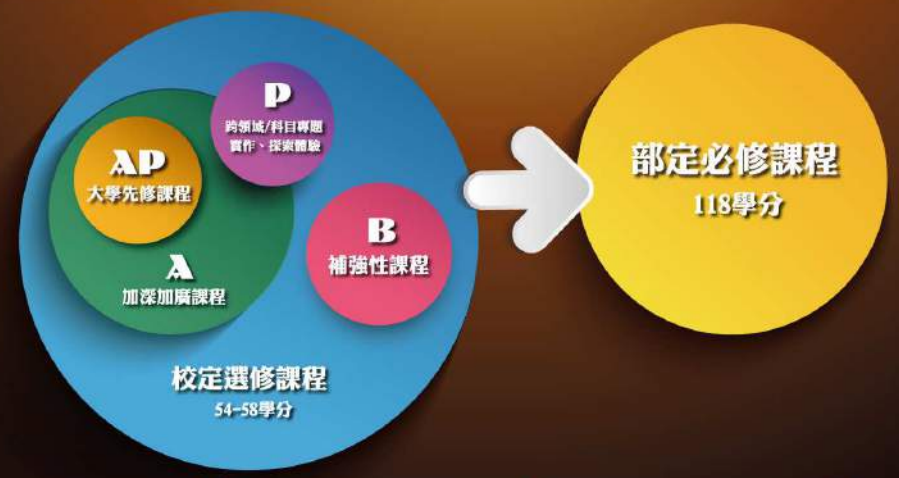 P
跨領域/科目專題
實作、探索體驗
AP
大學先修課程
A
加深加廣課程
B
補強性課程
校定選修課程
54-58學分
部定必修課程
118學分